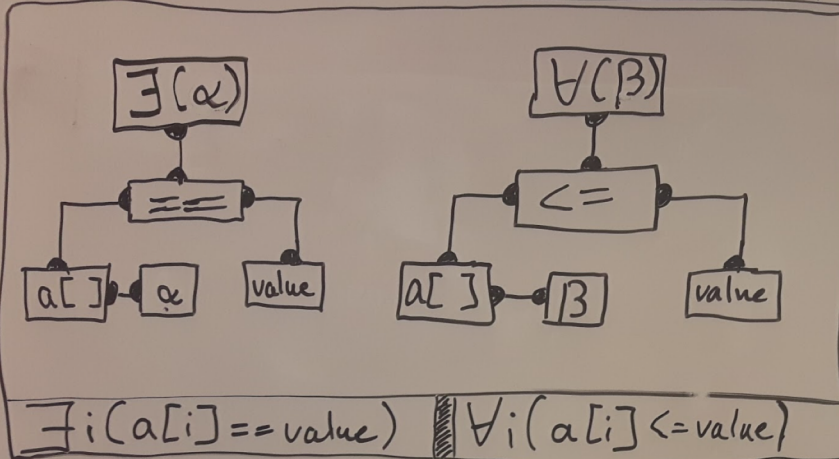 ∃(α) ∀(β)
== <=
a[ ] α value a[ ] β value
∃i(a[i]==value) ∀i(a[i]<=value)